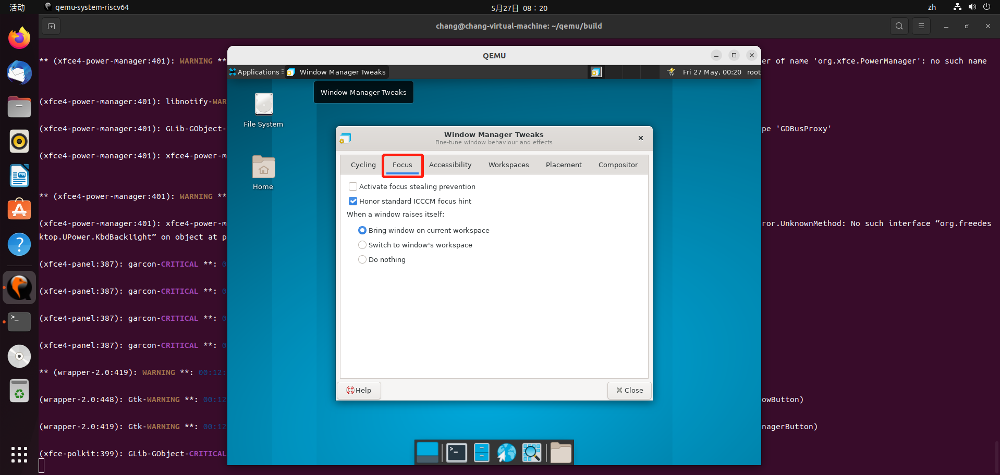 活动
qemu-system-riscv64
5月27日 08：20
zh
chang@chang-virtual-machine: ~/qemu/build
** (xfce4-power-manager:401): WARNING **
er of name 'org.xfce.PowerManager': no such name
(xfce4-power-manager:401): libnotify-WAR
(xfce4-power-manager:401): GLib-GObject-
pe 'GDBusProxy'
(xfce4-power-manager:401): xfce4-power-m
** (xfce4-power-manager:401): WARNING **
(xfce4-power-manager:401): xfce4-power-m
ror.UnknownMethod: No such interface “org.freedes
ktop.UPower.KbdBacklight” on object at p
(xfce4-panel:387): garcon-CRITICAL **: 0
(xfce4-panel:387): garcon-CRITICAL **: 0
(xfce4-panel:387): garcon-CRITICAL **: 0
(xfce4-panel:387): garcon-CRITICAL **: 0
** (wrapper-2.0:419): WARNING **: 00:12:
(wrapper-2.0:448): Gtk-WARNING **: 00:12
owButton)
(wrapper-2.0:419): Gtk-WARNING **: 00:12
nagerButton)
(xfce-polkit:399): GLib-GObject-CRITICAL
QEMU
Applications
Window Manager Tweaks
Fri 27 May, 00:20
root
Window Manager Tweaks
File System
Home
Window Manager Tweaks
Fine-tune window behaviour and effects
Cycling
Focus
Accessibility
Workspaces
Placement
Compositor
Activate focus stealing prevention
Honor standard ICCCM focus hint
When a window raises itself:
Bring window on current workspace
Switch to window's workspace
Do nothing
Help
Close